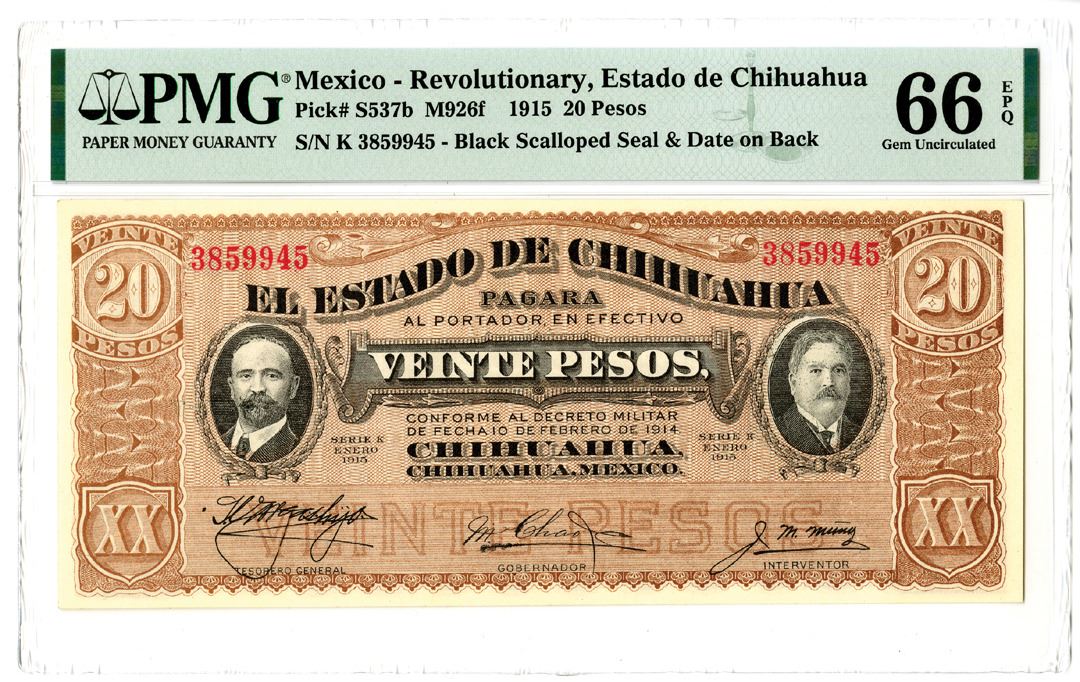 PMG® Mexico - Revolutionary, Estado de Chihuahua
Pick# S537b M926f 1915 20 Pesos
PAPER MONEY GUARANTY
S/N K 3859945 - Black Scalloped Seal & Date on Back
66 EPQ
Gem Uncirculated
VEINTE
20
PESOS
3859945
3859945
VEINTE
20
PESOS
EL ESTADO DE CHIHUAHUA
PAGARA
AL PORTADOR, EN EFECTIVO
VEINTE PESOS,
CONFORME AL DECRETO MILITAR
DE FECHA 10 DE FEBRERO DE 1914
CHIHUAHUA,
CHIHUAHUA, MEXICO.
SERIE K
ENERO
1915
SERIE K
ENERO
1915
XX
VEINTE PESOS
XX
M Chao
J. M. Muny
TESORERO GENERAL
GOBERNADOR
INTERVENTOR